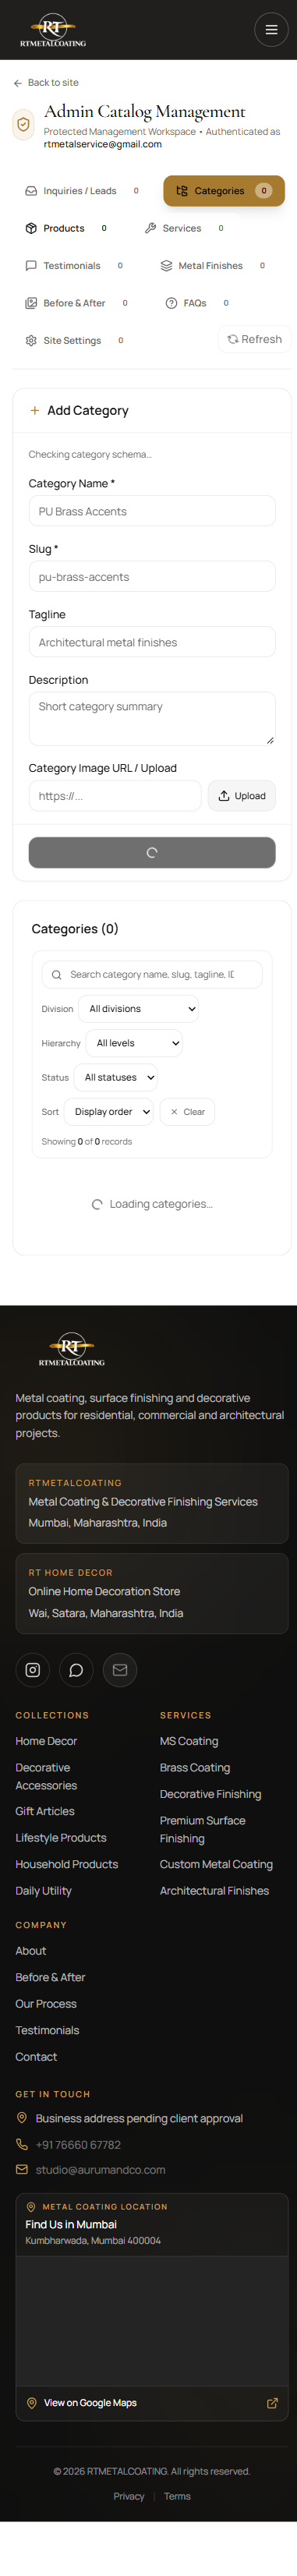 RT
RTMETALCOATING
Back to site
Admin Catalog Management
Protected Management Workspace • Authenticated as
rtmetalservice@gmail.com
Inquiries / Leads 0
Categories 0
Products 0
Services 0
Testimonials 0
Metal Finishes 0
Before & After 0
FAQs 0
Site Settings 0
Refresh
Add Category
Checking category schema...
Category Name *
PU Brass Accents
Slug *
pu-brass-accents
Tagline
Architectural metal finishes
Description
Short category summary
Category Image URL / Upload
https://...
Upload
Categories (0)
Search category name, slug, tagline, ID
Division All divisions
Hierarchy All levels
Status All statuses
Sort Display order Clear
Showing 0 of 0 records
Loading categories...
RT
RTMETALCOATING
Metal coating, surface finishing and decorative
products for residential, commercial and architectural
projects.
RTMETALCOATING
Metal Coating & Decorative Finishing Services
Mumbai, Maharashtra, India
RT HOME DECOR
Online Home Decoration Store
Wai, Satara, Maharashtra, India
COLLECTIONS
Home Decor
Decorative
Accessories
Gift Articles
Lifestyle Products
Household Products
Daily Utility
SERVICES
MS Coating
Brass Coating
Decorative Finishing
Premium Surface
Finishing
Custom Metal Coating
Architectural Finishes
COMPANY
About
Before & After
Our Process
Testimonials
Contact
GET IN TOUCH
Business address pending client approval
+91 76660 67782
studio@aurumandco.com
METAL COATING LOCATION
Find Us in Mumbai
Kumbharwada, Mumbai 400004
View on Google Maps
© 2026 RTMETALCOATING. All rights reserved.
Privacy | Terms